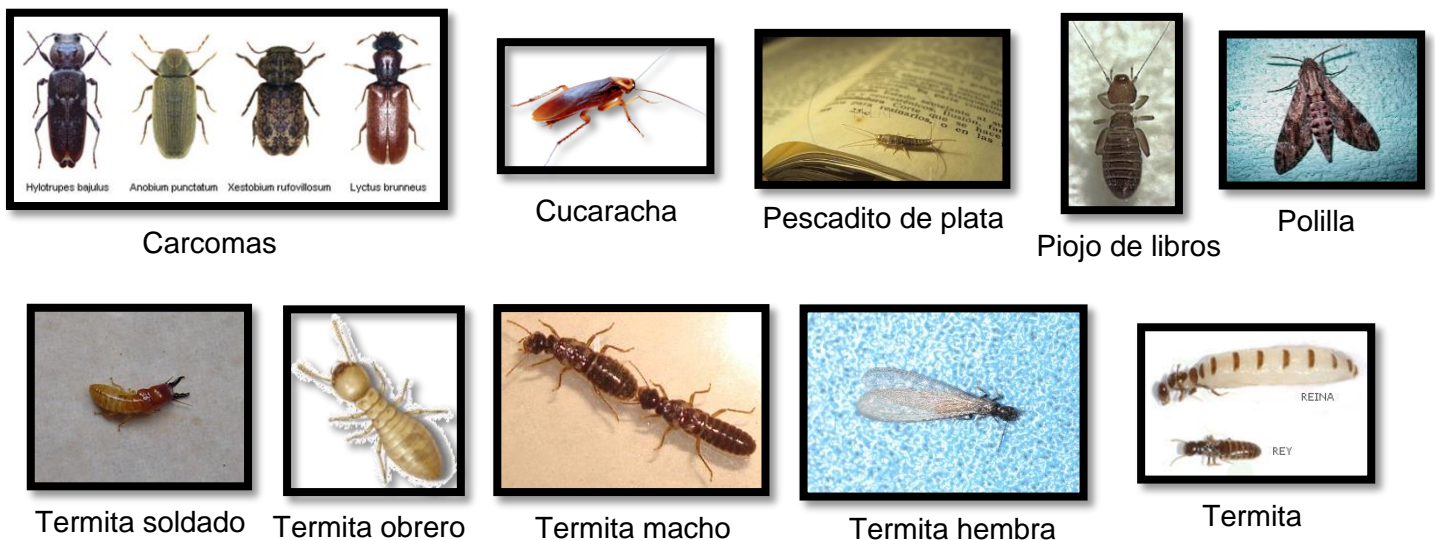 Hylotrupes bajulus Anobium punctatum Xestobium rufovillosum Lyctus brunneus
Carcomas
Cucaracha
Pescadito de plata
Piojo de libros
Polilla
REINA
REY
Termita soldado
Termita obrero
Termita macho
Termita hembra
Termita